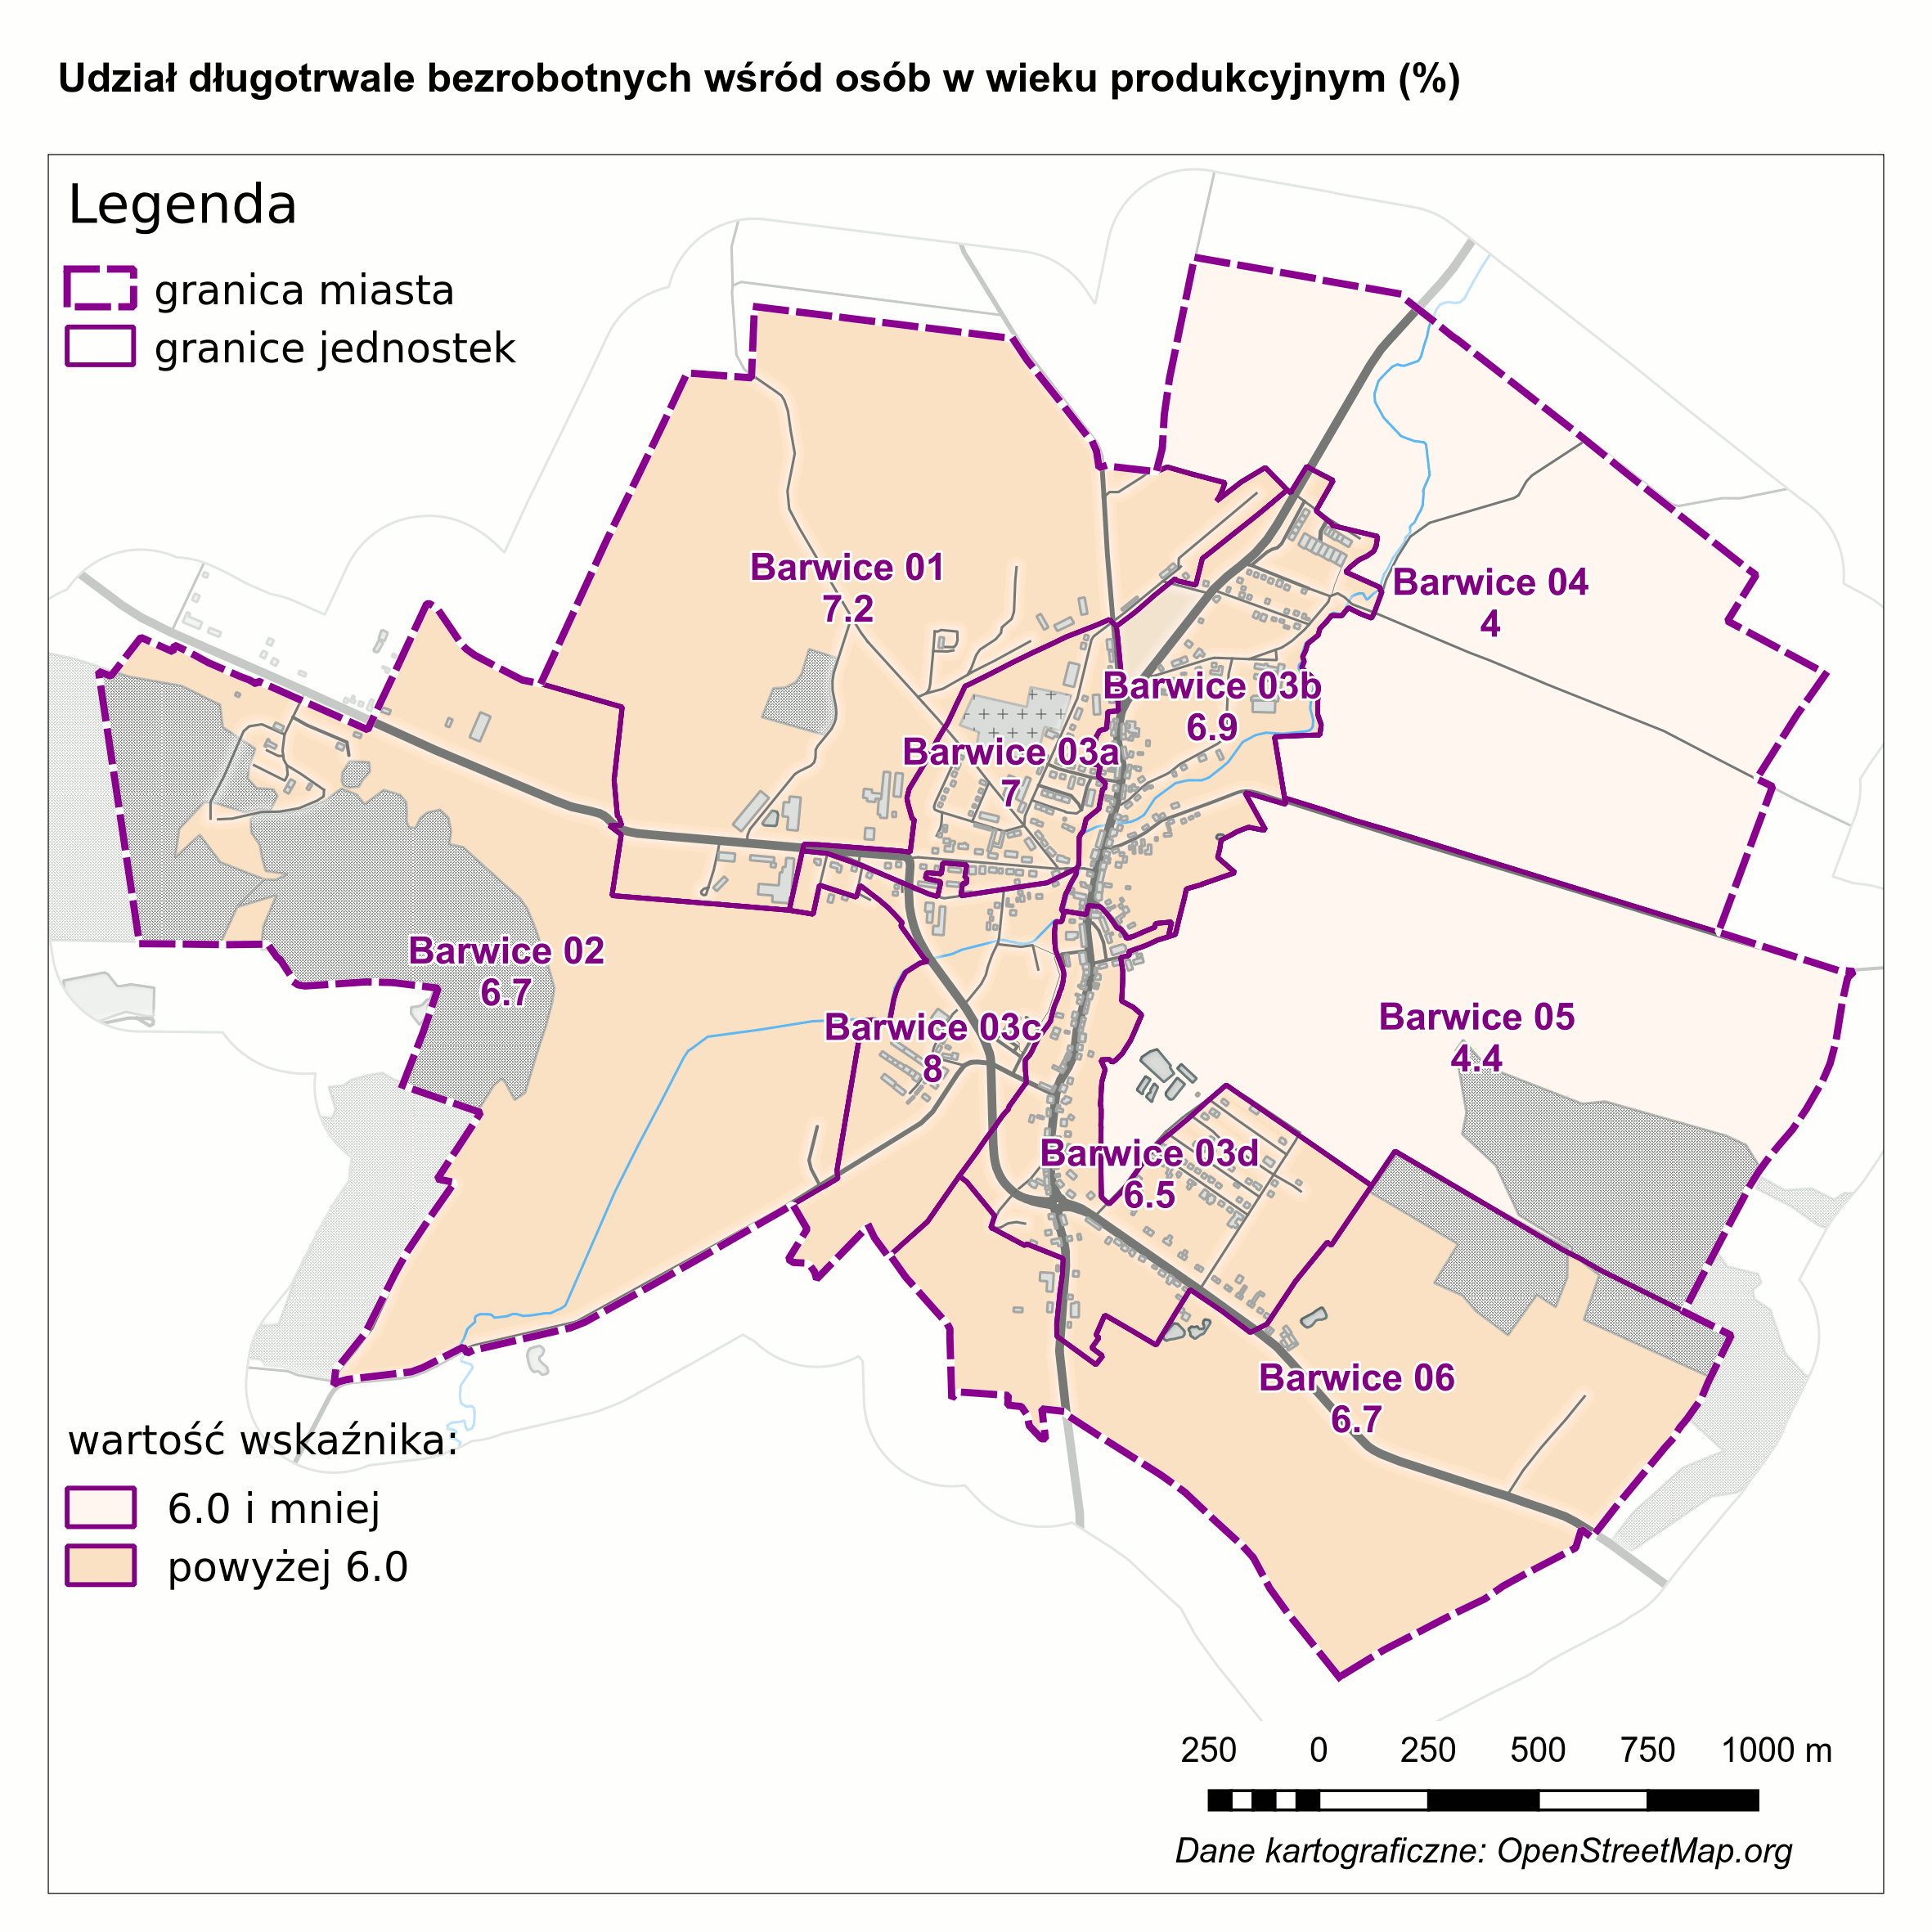 Udział długotrwale bezrobotnych wśród osób w wieku produkcyjnym (%)
Legenda
granica miasta
granice jednostek
Barwice 01
7.2
Barwice 04
4
Barwice 03b
6.9
Barwice 03a
7
Barwice 02
6.7
Barwice 05
4.4
Barwice 03c
8
Barwice 03d
6.5
Barwice 06
6.7
wartość wskaźnika:
6.0 i mniej
powyżej 6.0
250 0 250 500 750 1000 m
Dane kartograficzne: OpenStreetMap.org